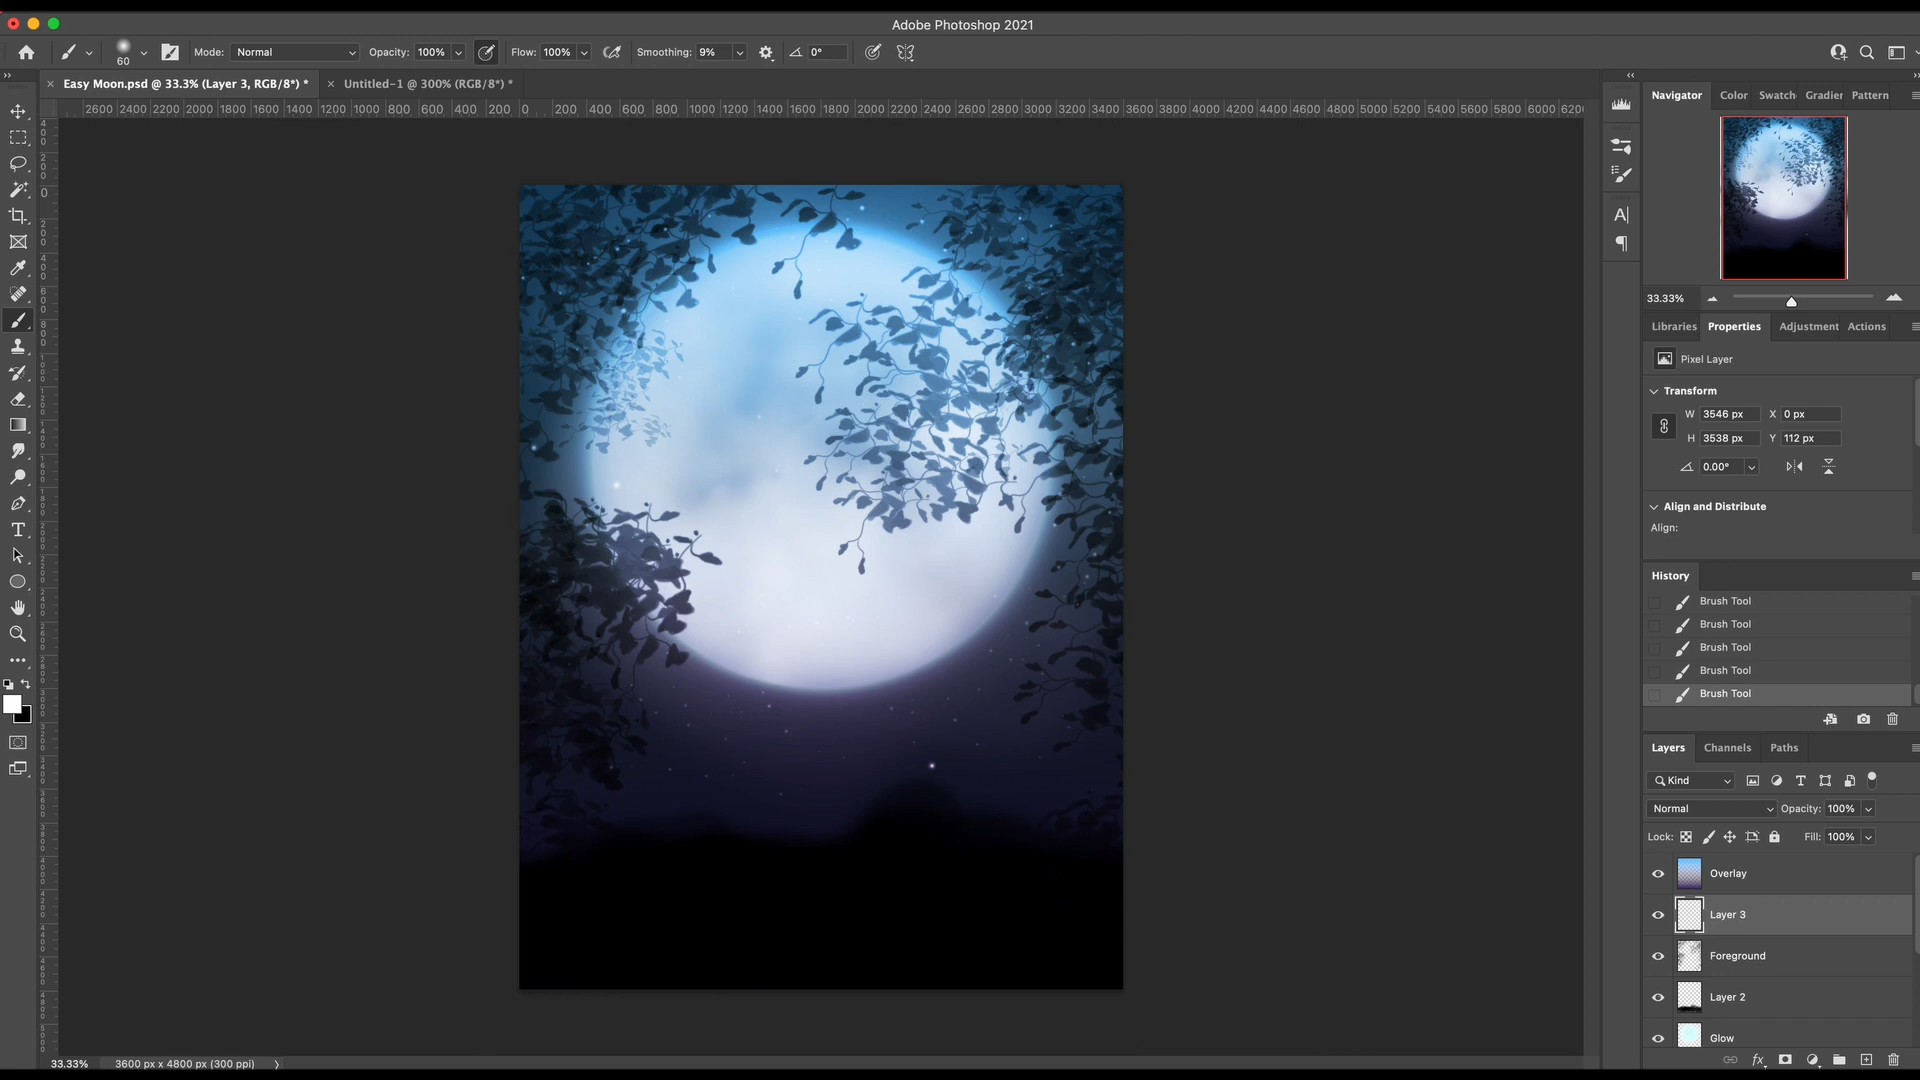 Adobe Photoshop 2021
60
Mode: Normal Opacity: 100% Flow: 100% Smoothing: 9% 0°
Easy Moon.psd @ 33.3% (Layer 3, RGB/8*) * × Untitled-1 @ 300% (RGB/8*) *
2600 2400 2200 2000 1800 1600 1400 1200 1000 800 600 400 200 0 200 400 600 800 1000 1200 1400 1600 1800 2000 2200 2400 2600 2800 3000 3200 3400 3600 3800 4000 4200 4400 4600 4800 5000 5200 5400 5600 5800 6000 620
Navigator Color Swatch Gradier Pattern
33.33%
Libraries Properties Adjustment Actions
Pixel Layer
Transform
W 3546 px X 0 px
H 3538 px Y 112 px
0.00°
Align and Distribute
Align:
History
Brush Tool
Brush Tool
Brush Tool
Brush Tool
Brush Tool
Layers Channels Paths
Kind
Normal Opacity: 100%
Lock: Fill: 100%
Overlay
Layer 3
Foreground
Layer 2
Glow
fx
33.33% 3600 px x 4800 px (300 ppi)